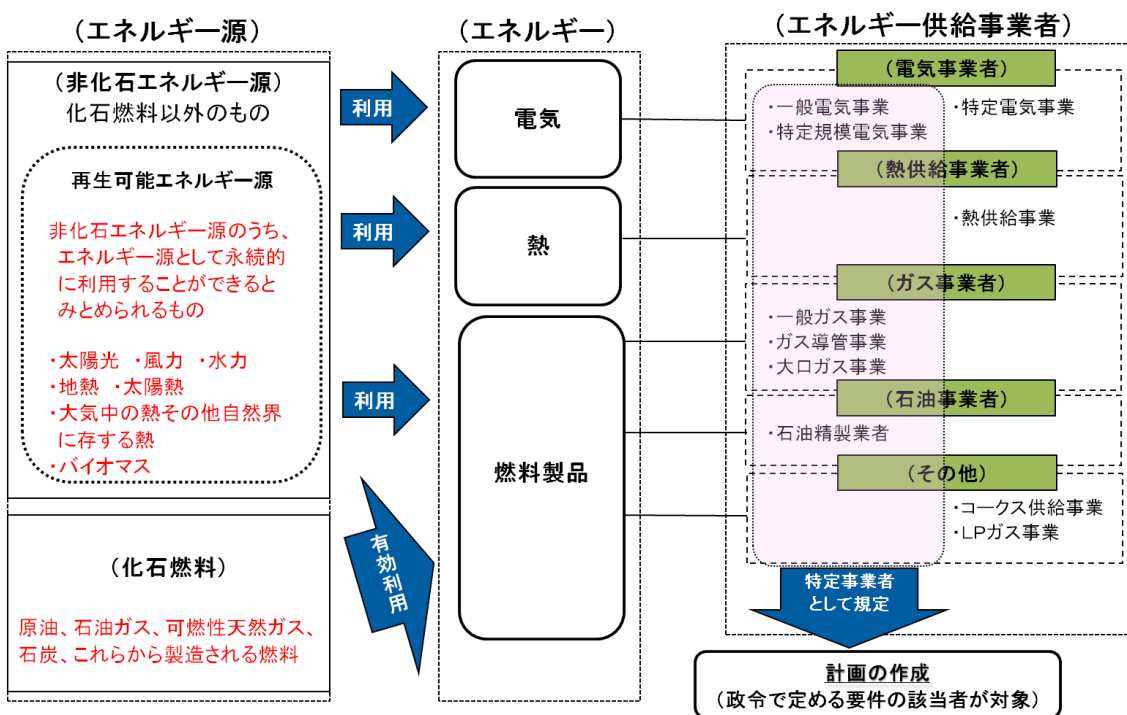 (エネルギー源)
(非化石エネルギー源)
化石燃料以外のもの
再生可能エネルギー源
非化石エネルギー源のうち、
エネルギー源として永続的
に利用することができると
みとめられるもの
・太陽光 ・風力 ・水力
・地熱 ・太陽熱
・大気中の熱その他自然界
に存する熱
・バイオマス
(化石燃料)
原油、石油ガス、可燃性天然ガス、
石炭、これらから製造される燃料
利用
利用
利用
有効利用
(エネルギー)
電気
熱
燃料製品
(エネルギー供給事業者)
(電気事業者)
・一般電気事業 ・特定電気事業
・特定規模電気事業
(熱供給事業者)
・熱供給事業
(ガス事業者)
・一般ガス事業
・ガス導管事業
・大口ガス事業
(石油事業者)
・石油精製業者
(その他)
・コークス供給事業
・LPガス事業
特定事業者
として規定
計画の作成
(政令で定める要件の該当者が対象)